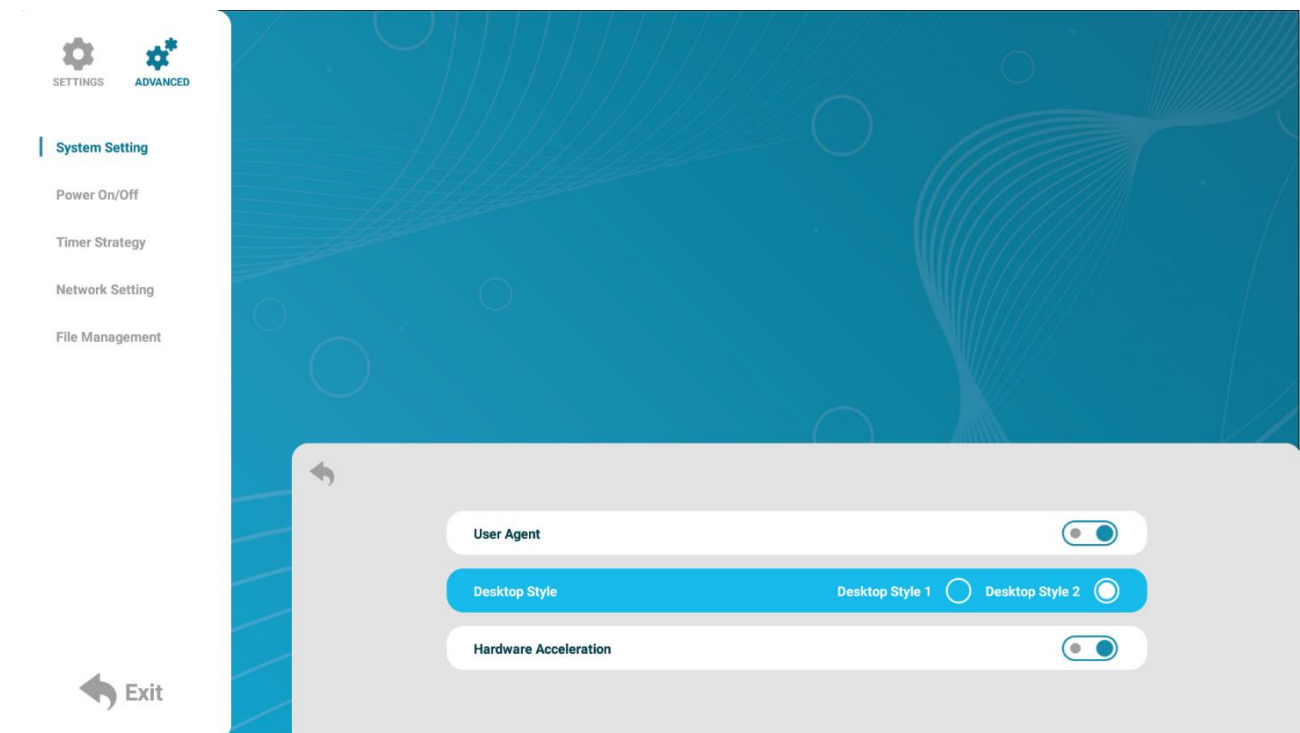 SETTINGS ADVANCED
System Setting
Power On/Off
Timer Strategy
Network Setting
File Management
User Agent
Desktop Style Desktop Style 1 Desktop Style 2
Hardware Acceleration
Exit